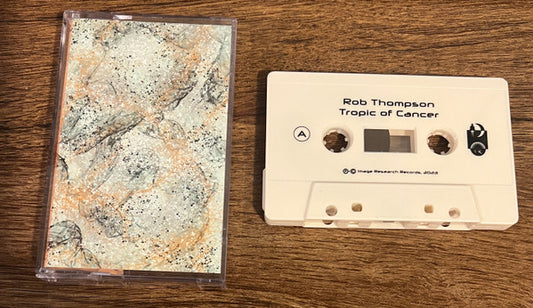 Rob Thompson
Tropic of Cancer
A
℗ © Image Research Records, 2022